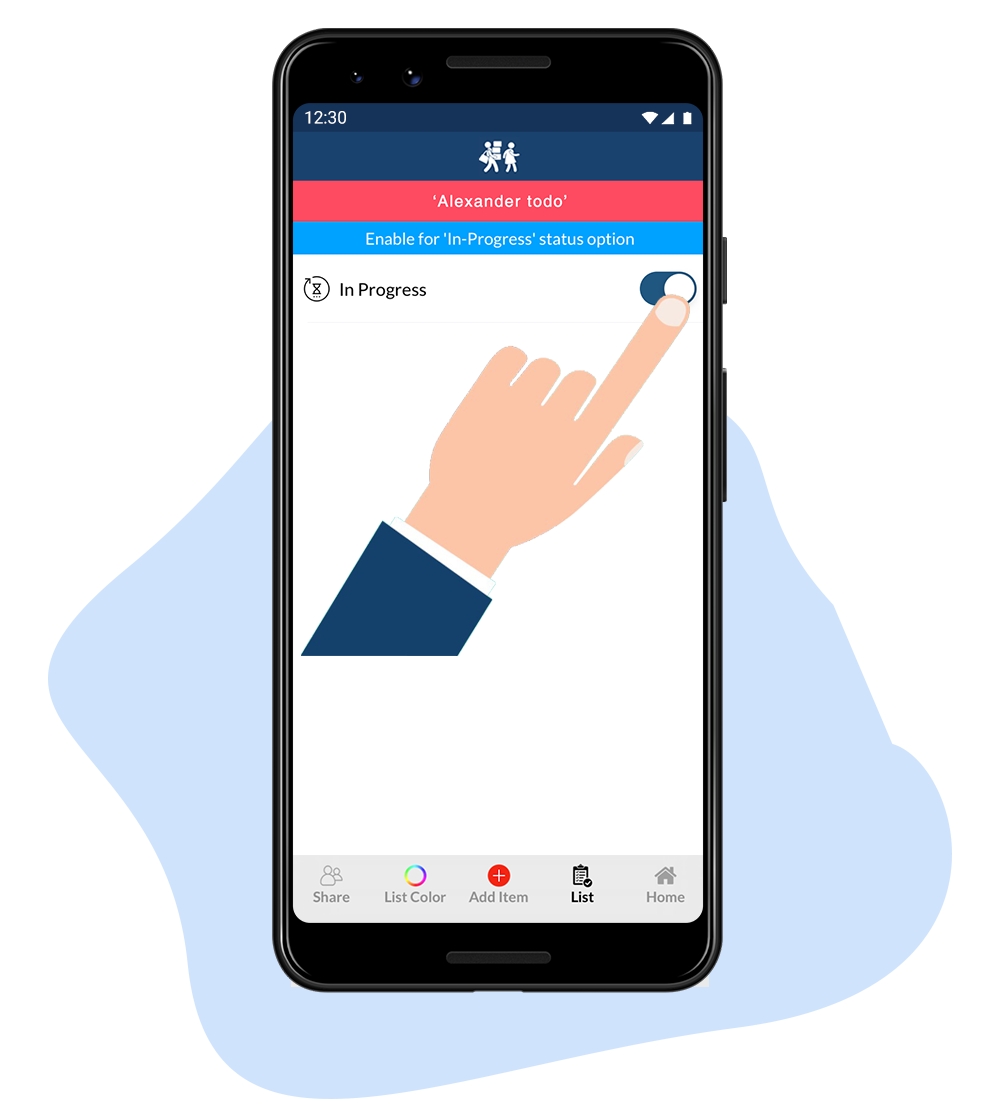 12:30
‘Alexander todo’
Enable for 'In-Progress' status option
In Progress
Share
List Color
Add Item
List
Home